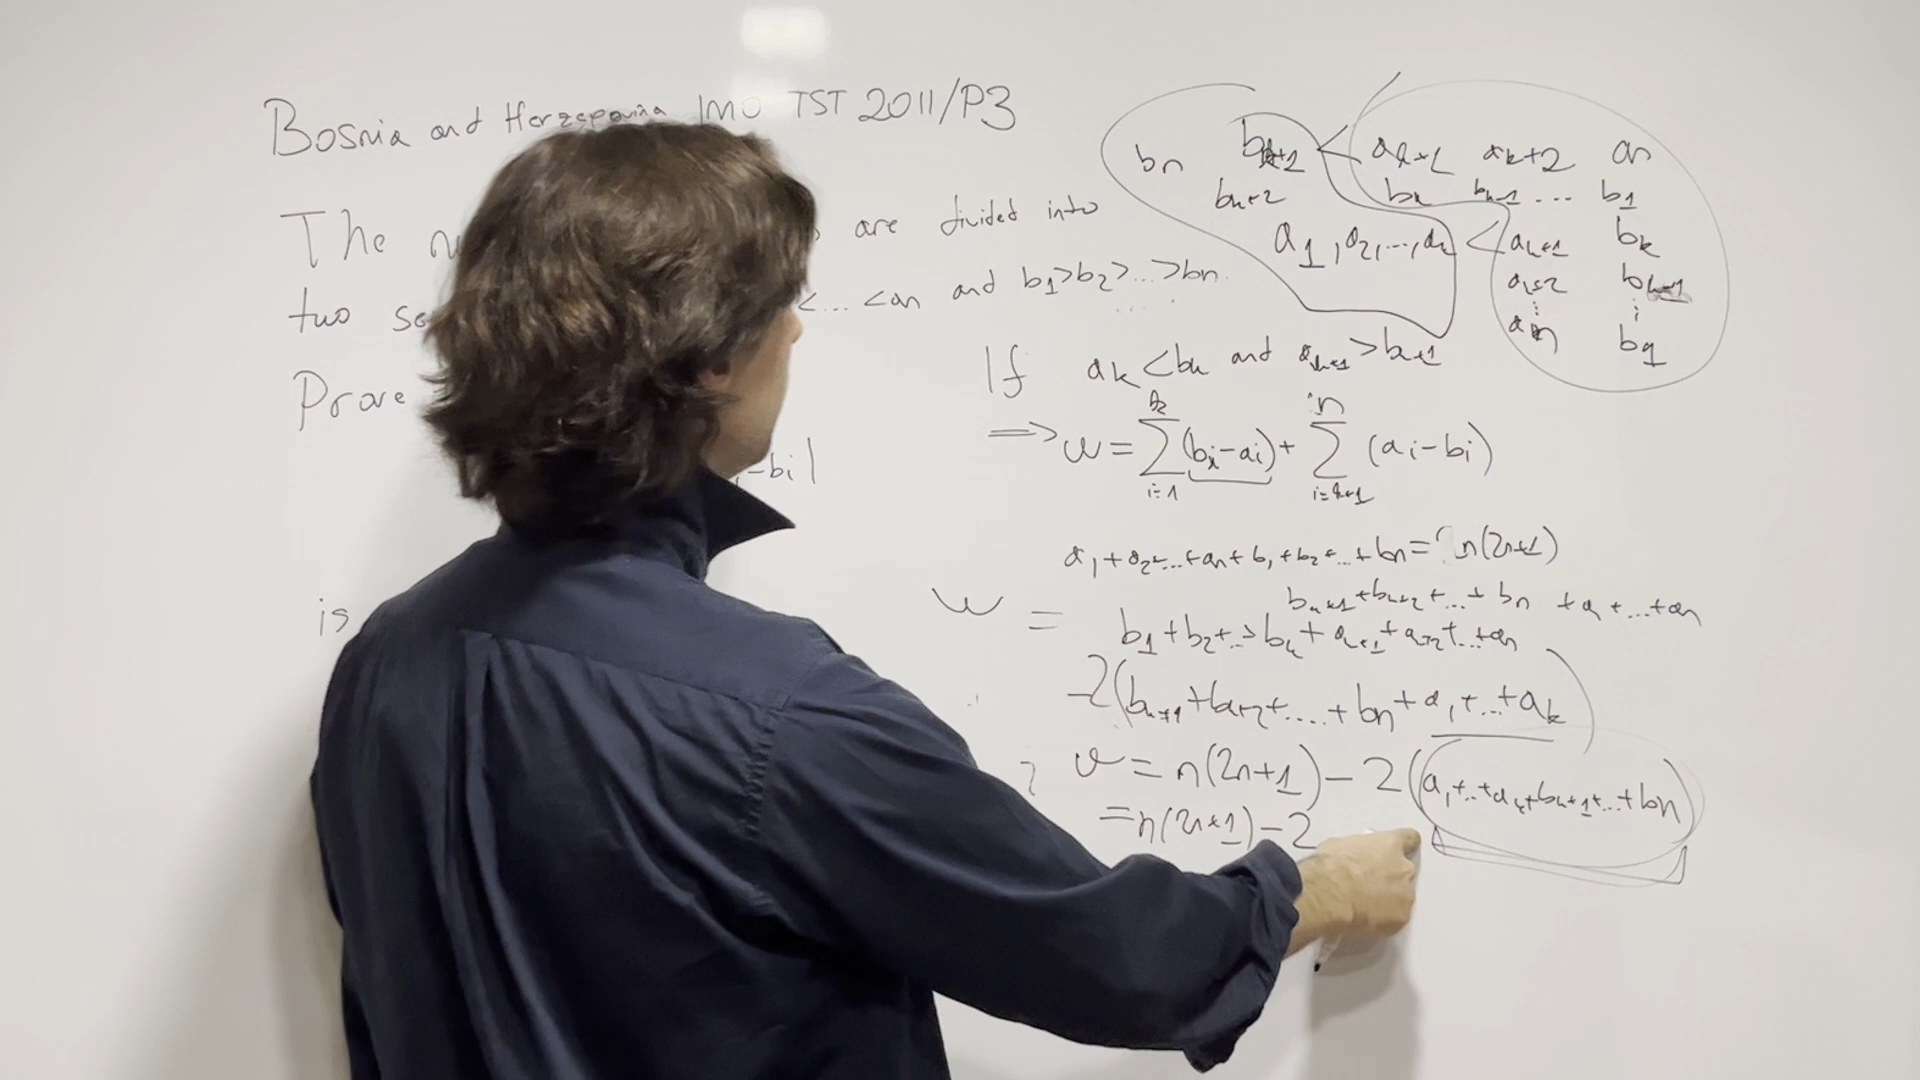 Bosnia and Herzegovina IMO TST 2011/P3
The are divided into
two <...<an and b1>b2>...>bn
Prove
-bi|
is
bn bk+1 < ak+1 ak+2 an
bk+2 bk bk-1 .... b1
a1,a2,...,ak < ak+1 bk
ak+2 bk-1
⋮ ⋮
an b1
If ak<bk and ak+1>bk+1
⟹ w = ∑_{i=1}^{k} (bi-ai) + ∑_{i=k+1}^{n} (ai-bi)
a1+a2+...+an+b1+b2+...+bn = n(2n+1)
bk+1+bk+2+...+bn +a1+...+an
w = b1+b2+...+bk+ak+1+ak+2+...+an
-2(bk+1+bk+2+....+bn+a1+...+ak)
w = n(2n+1)-2(a1+...+ak+bk+1+...+bn)
=n(2n+1)-2